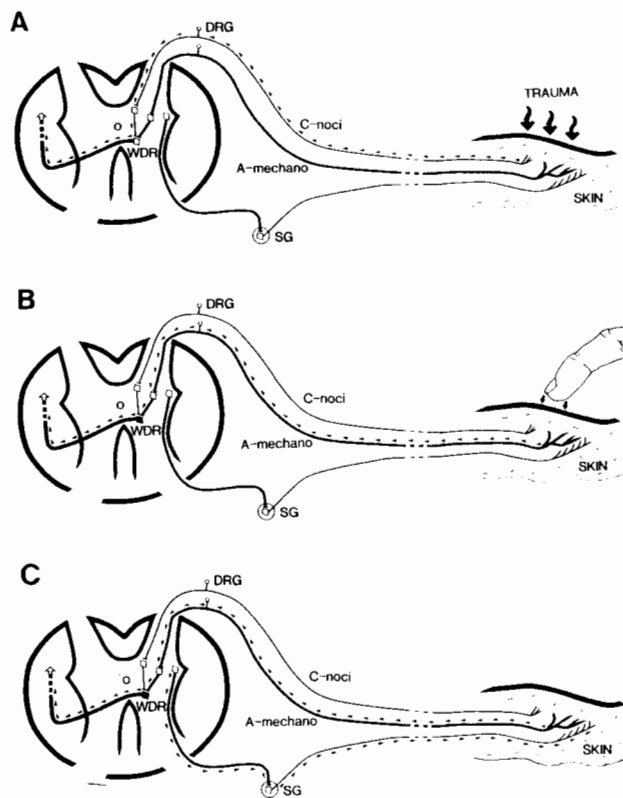 A
DRG
TRAUMA
C-noci
WDR
A-mechano
SKIN
SG
B
DRG
C-noci
WDR
A-mechano
SKIN
SG
C
DRG
C-noci
WDR
A-mechano
SKIN
SG